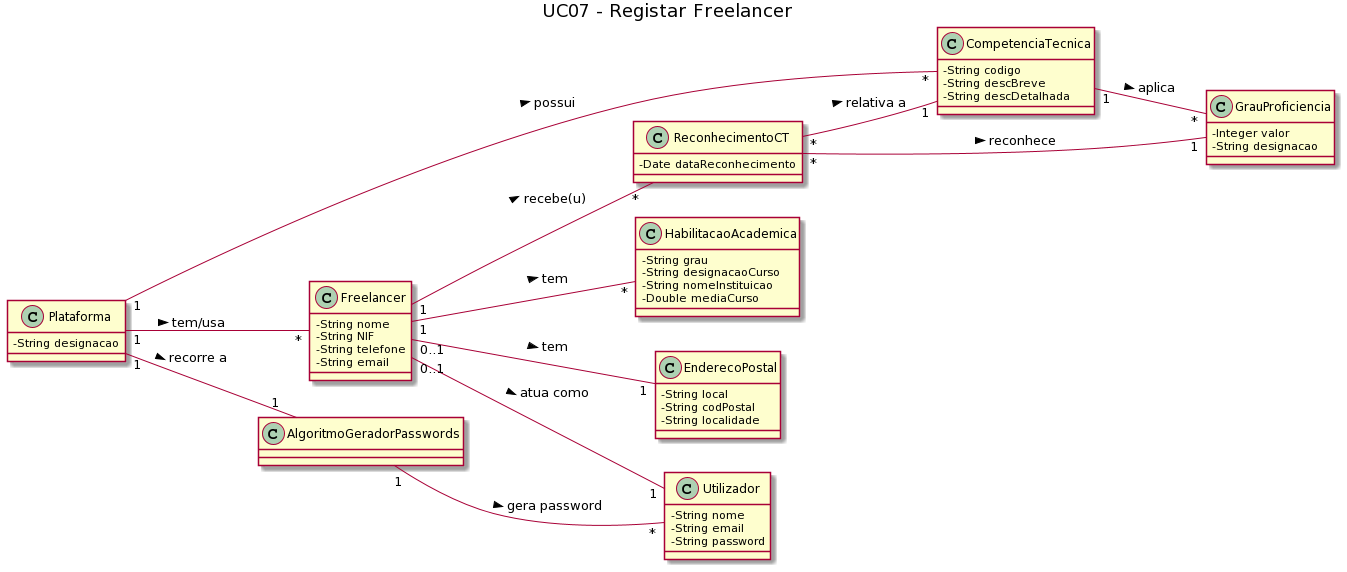 UC07 - Registar Freelancer
C CompetenciaTecnica
-String codigo
-String descBreve
-String descDetalhada
* possui
1 aplica
1 relativa a
C GrauProficiencia
-Integer valor
-String designacao
*
1 reconhece
C ReconhecimentoCT
-Date dataReconhecimento
*
*
* recebe(u)
C HabilitacaoAcademica
-String grau
-String designacaoCurso
-String nomeInstituicao
-Double mediaCurso
* tem
C Freelancer
-String nome
-String NIF
-String telefone
-String email
1
1
0..1
0..1
C Plataforma
-String designacao
1
1 tem/usa *
1 recorre a 1
C EnderecoPostal
-String local
-String codPostal
-String localidade
tem 1
atua como 1
C AlgoritmoGeradorPasswords
1 gera password *
C Utilizador
-String nome
-String email
-String password